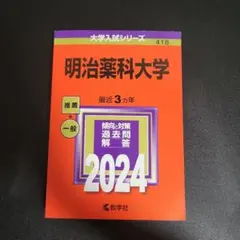 大学入試シリーズ
418
明治薬科大学
最近3カ年
推薦
一般
傾向と対策
過去問
解答
2024
教学社